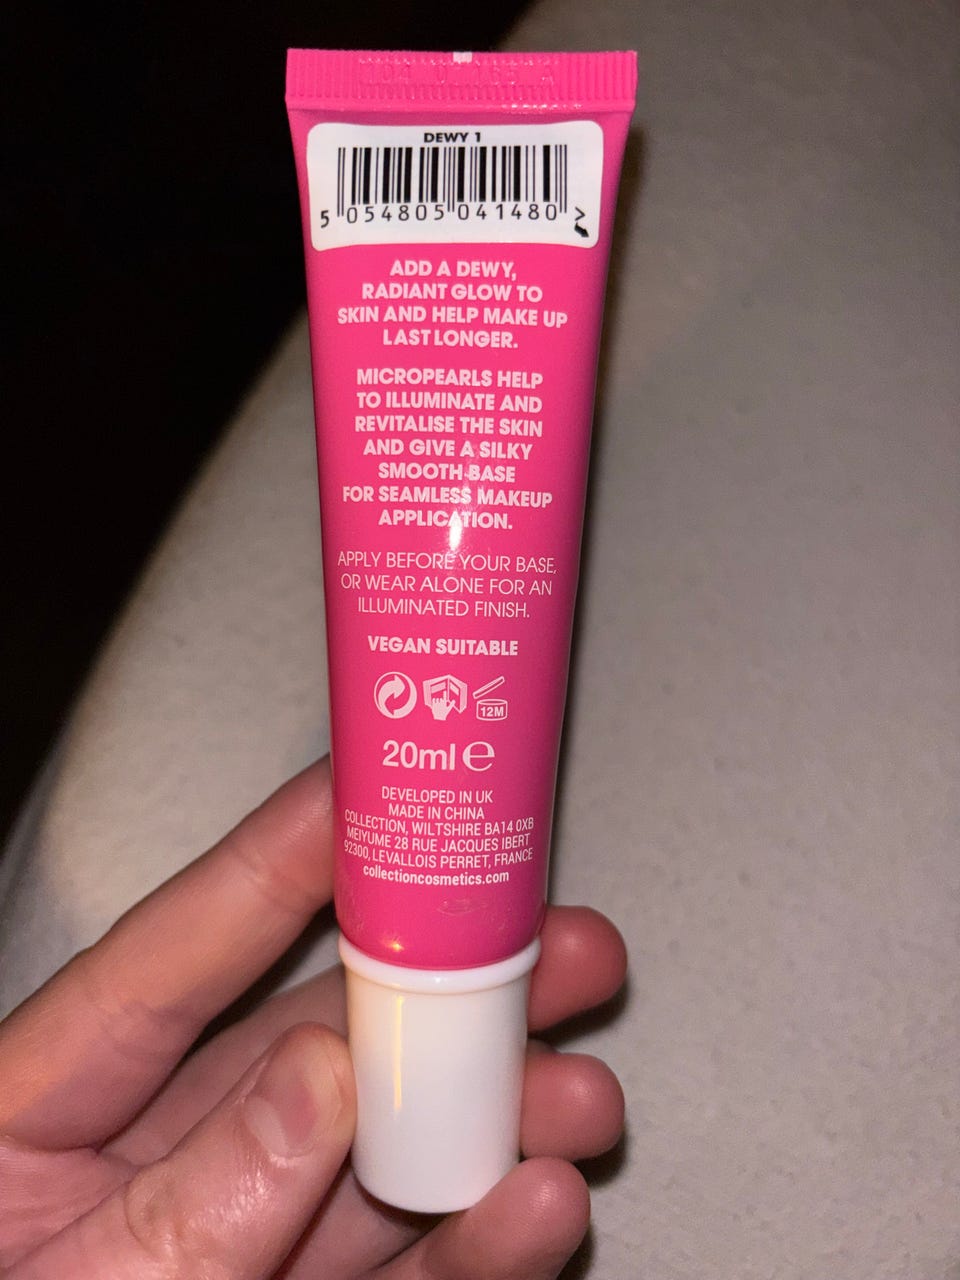 DEWY 1
5 054805 041480 >
ADD A DEWY,
RADIANT GLOW TO
SKIN AND HELP MAKE UP
LAST LONGER.
MICROPEARLS HELP
TO ILLUMINATE AND
REVITALISE THE SKIN
AND GIVE A SILKY
SMOOTH BASE
FOR SEAMLESS MAKEUP
APPLICATION.
APPLY BEFORE YOUR BASE,
OR WEAR ALONE FOR AN
ILLUMINATED FINISH.
VEGAN SUITABLE
12M
20ml e
DEVELOPED IN UK
MADE IN CHINA
COLLECTION, WILTSHIRE BA14 0XB
MEIYUME 28 RUE JACQUES IBERT
92300, LEVALLOIS PERRET, FRANCE
collectioncosmetics.com